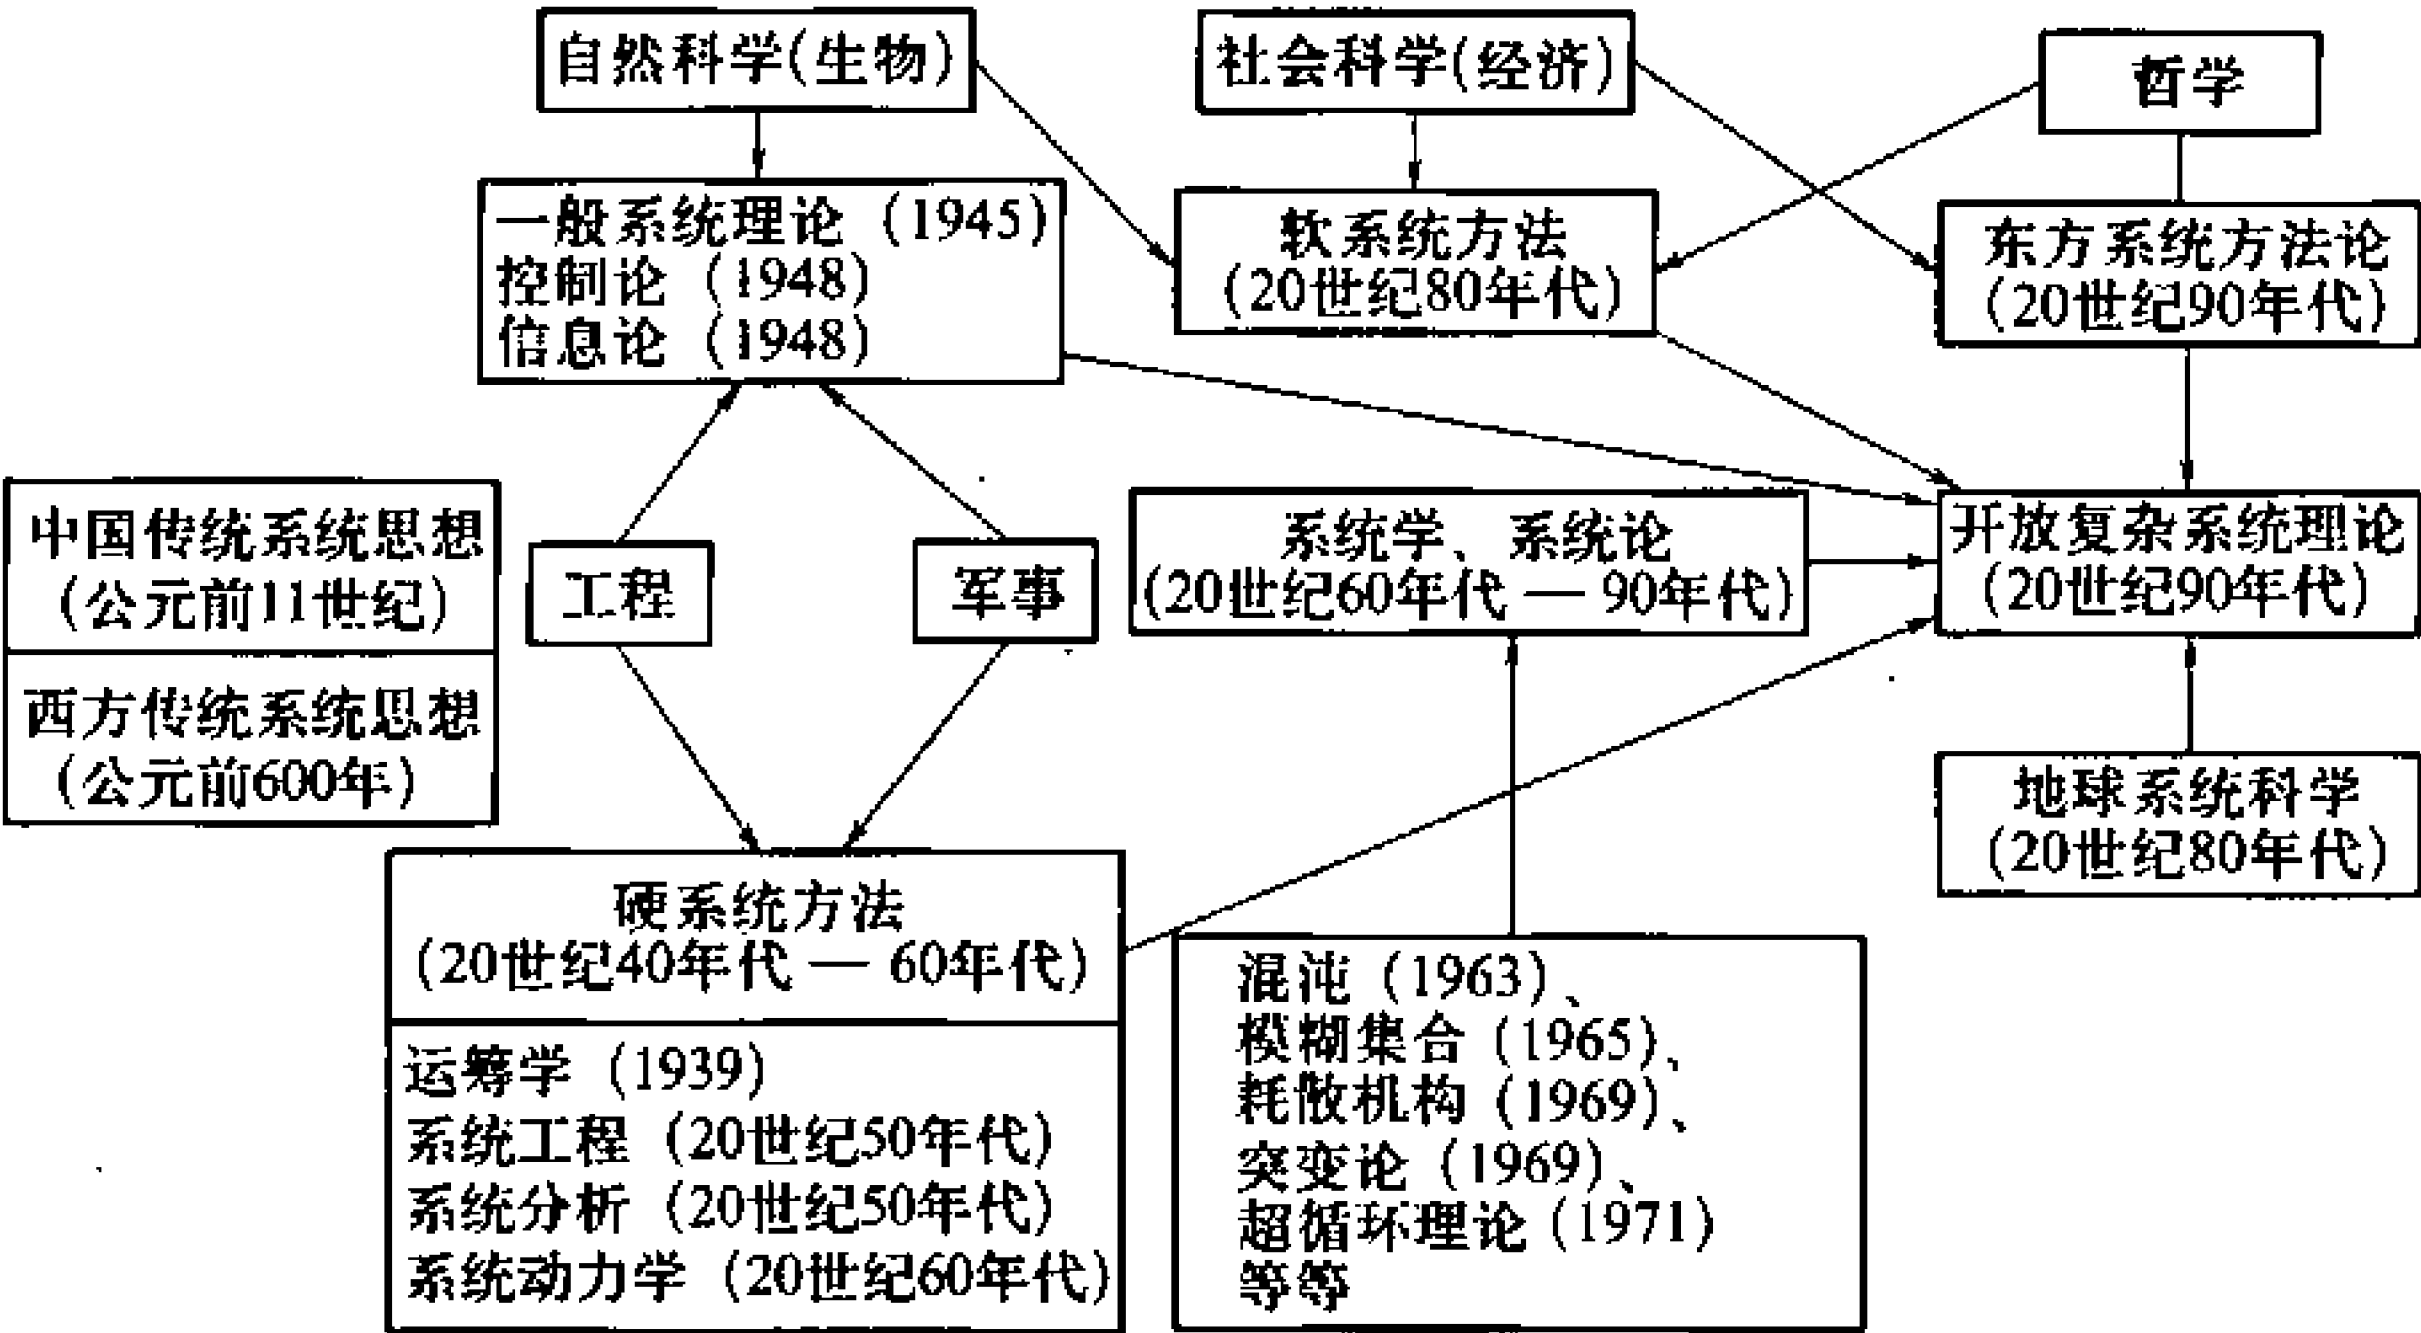 自然科学(生物)
社会科学(经济)
哲学
一般系统理论（1945）
控制论（1948）
信息论（1948）
软系统方法
（20世纪80年代）
东方系统方法论
（20世纪90年代）
中国传统系统思想
（公元前11世纪）
西方传统系统思想
（公元前600年）
工程
军事
系统学、系统论
（20世纪60年代 — 90年代）
开放复杂系统理论
（20世纪90年代）
地球系统科学
（20世纪80年代）
硬系统方法
（20世纪40年代 — 60年代）
运筹学（1939）
系统工程（20世纪50年代）
系统分析（20世纪50年代）
系统动力学（20世纪60年代）
混沌（1963）、
模糊集合（1965）、
耗散机构（1969）、
突变论（1969）、
超循环理论（1971）
等等